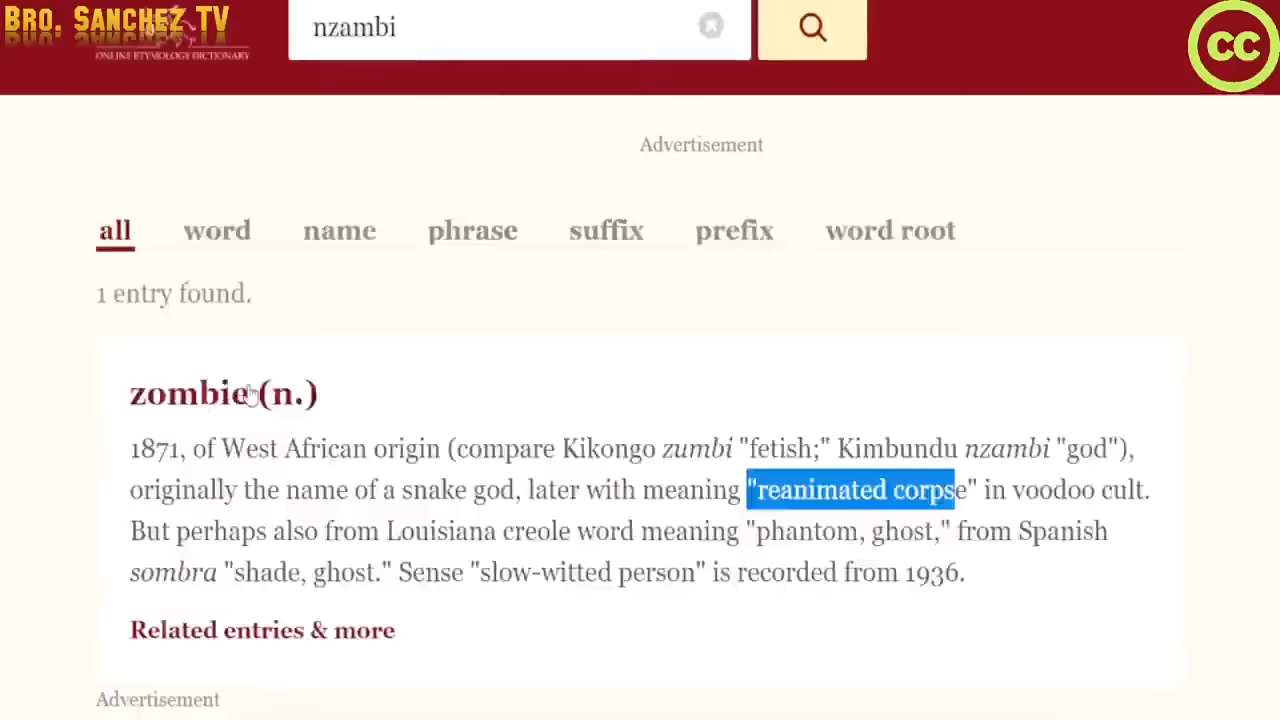 BRO. SANCHEZ TV
nzambi
CC
ONLINE ETYMOLOGY DICTIONARY
Advertisement
all word name phrase suffix prefix word root
1 entry found.
zombie (n.)
1871, of West African origin (compare Kikongo zumbi "fetish;" Kimbundu nzambi "god"),
originally the name of a snake god, later with meaning "reanimated corpse" in voodoo cult.
But perhaps also from Louisiana creole word meaning "phantom, ghost," from Spanish
sombra "shade, ghost." Sense "slow-witted person" is recorded from 1936.
Related entries & more
Advertisement